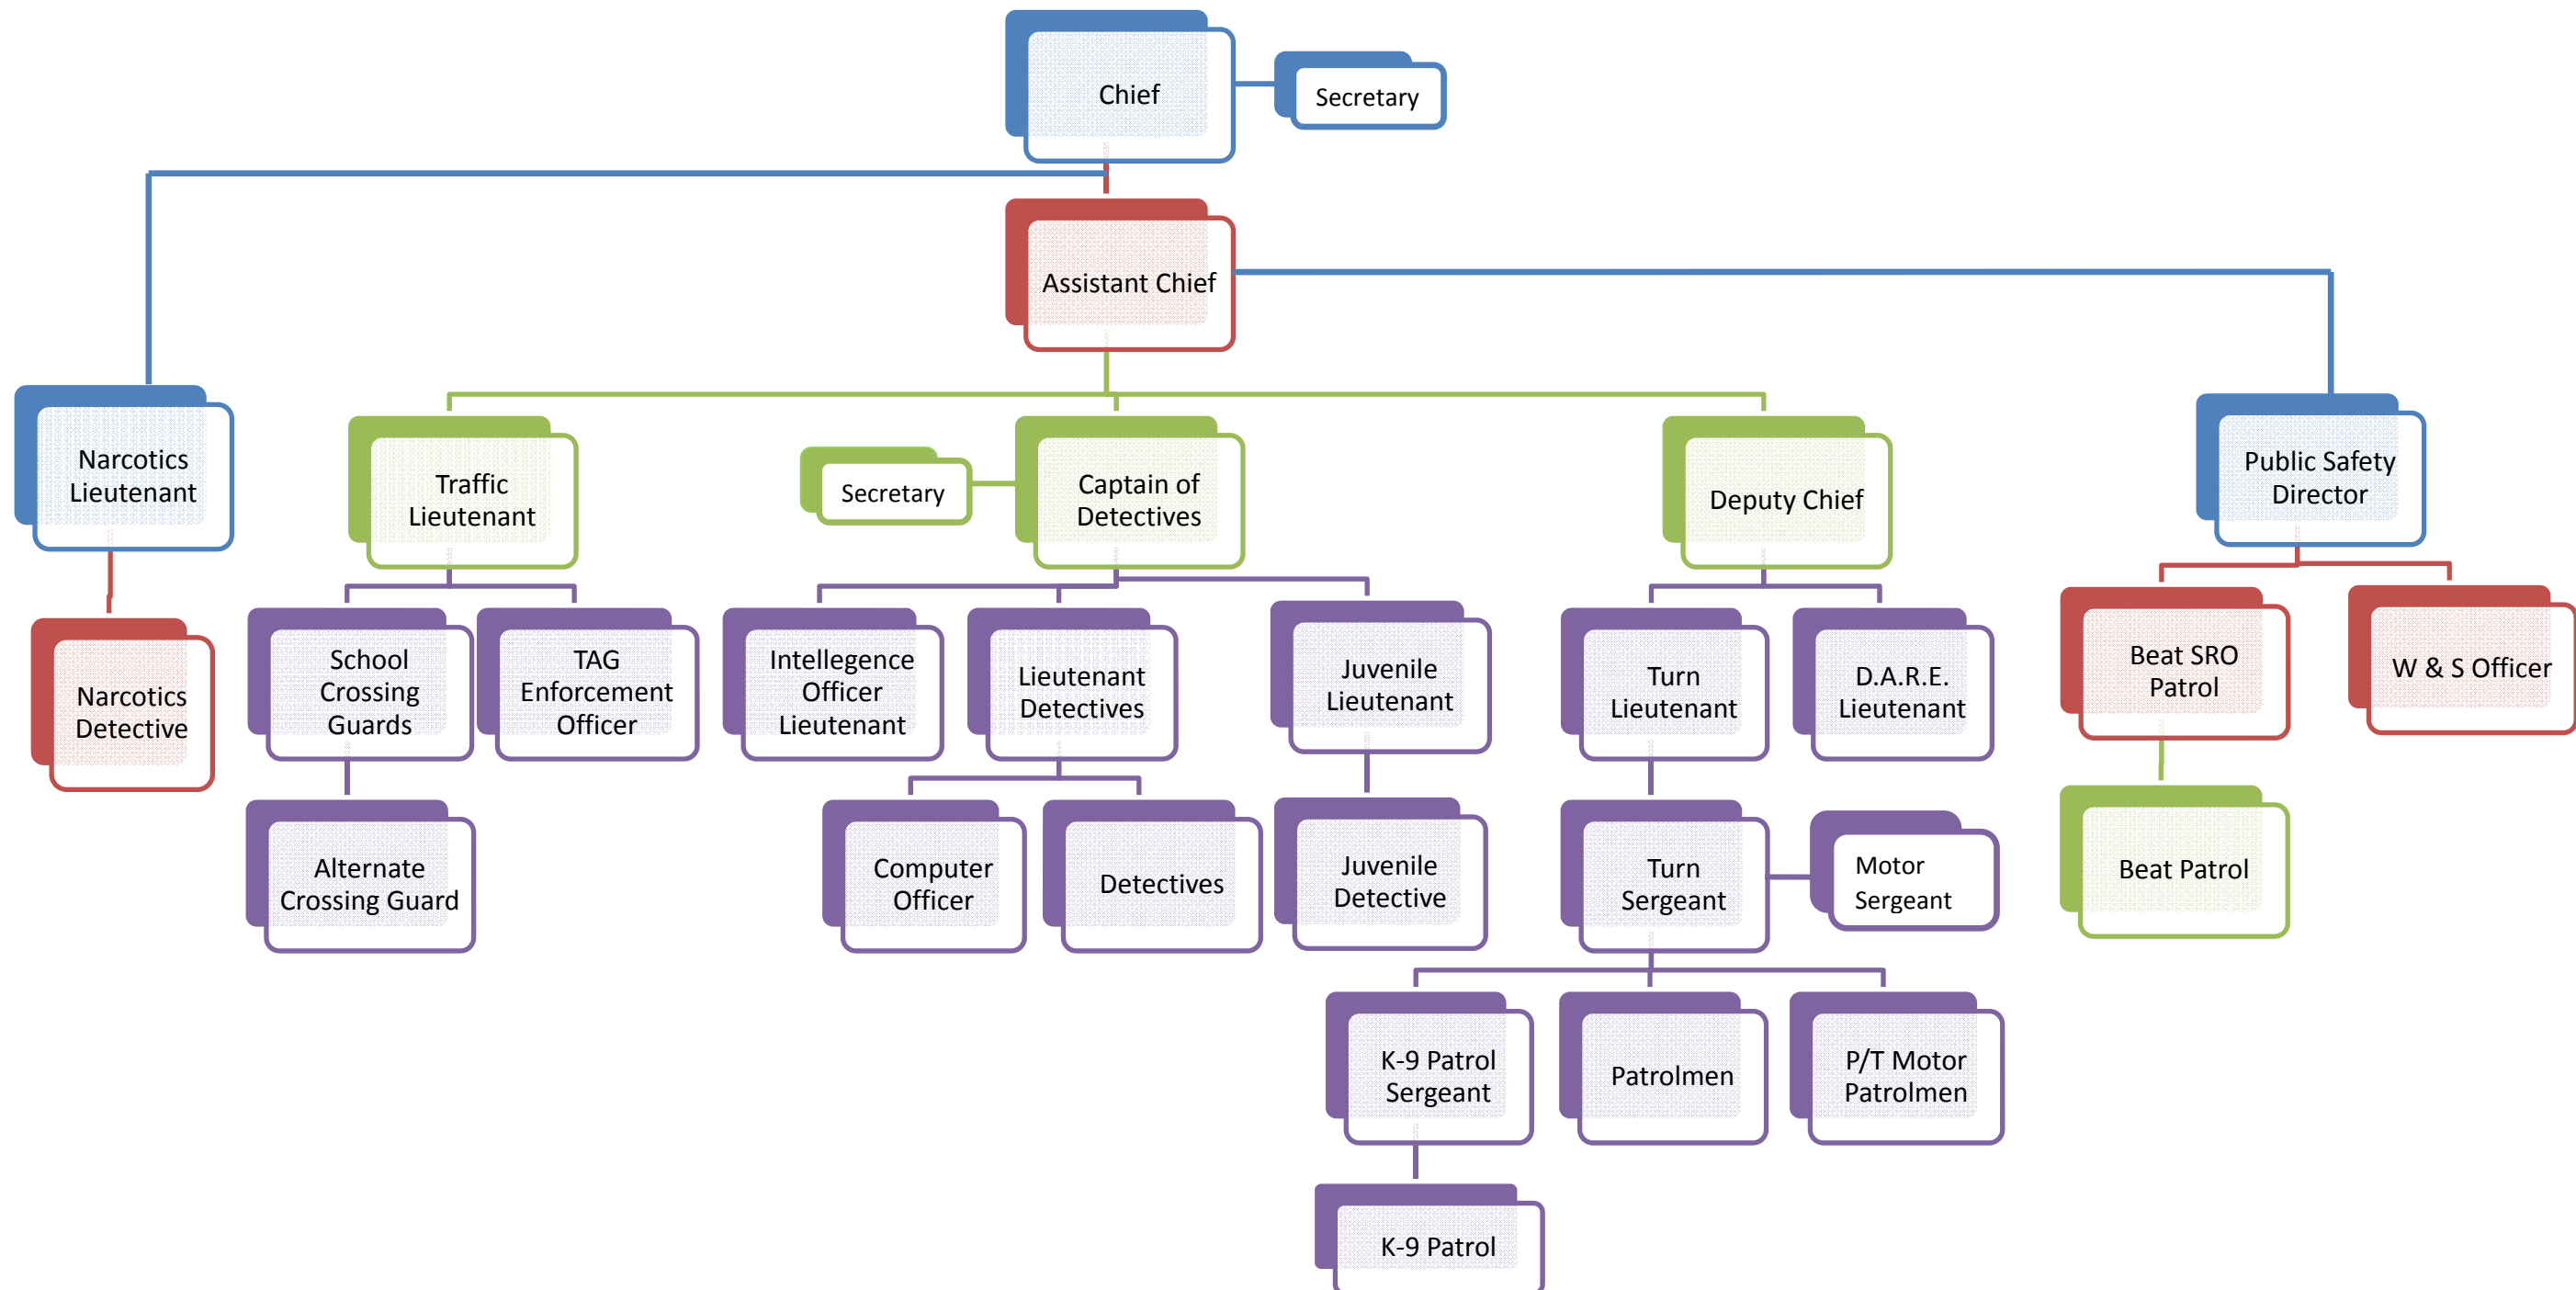 Chief
Secretary
Assistant Chief
Narcotics
Lieutenant
Traffic
Lieutenant
Secretary
Captain of
Detectives
Deputy Chief
Public Safety
Director
Narcotics
Detective
School
Crossing
Guards
TAG
Enforcement
Officer
Intellegence
Officer
Lieutenant
Lieutenant
Detectives
Juvenile
Lieutenant
Turn
Lieutenant
D.A.R.E.
Lieutenant
Beat SRO
Patrol
W & S Officer
Alternate
Crossing Guard
Computer
Officer
Detectives
Juvenile
Detective
Turn
Sergeant
Motor
Sergeant
Beat Patrol
K-9 Patrol
Sergeant
Patrolmen
P/T Motor
Patrolmen
K-9 Patrol